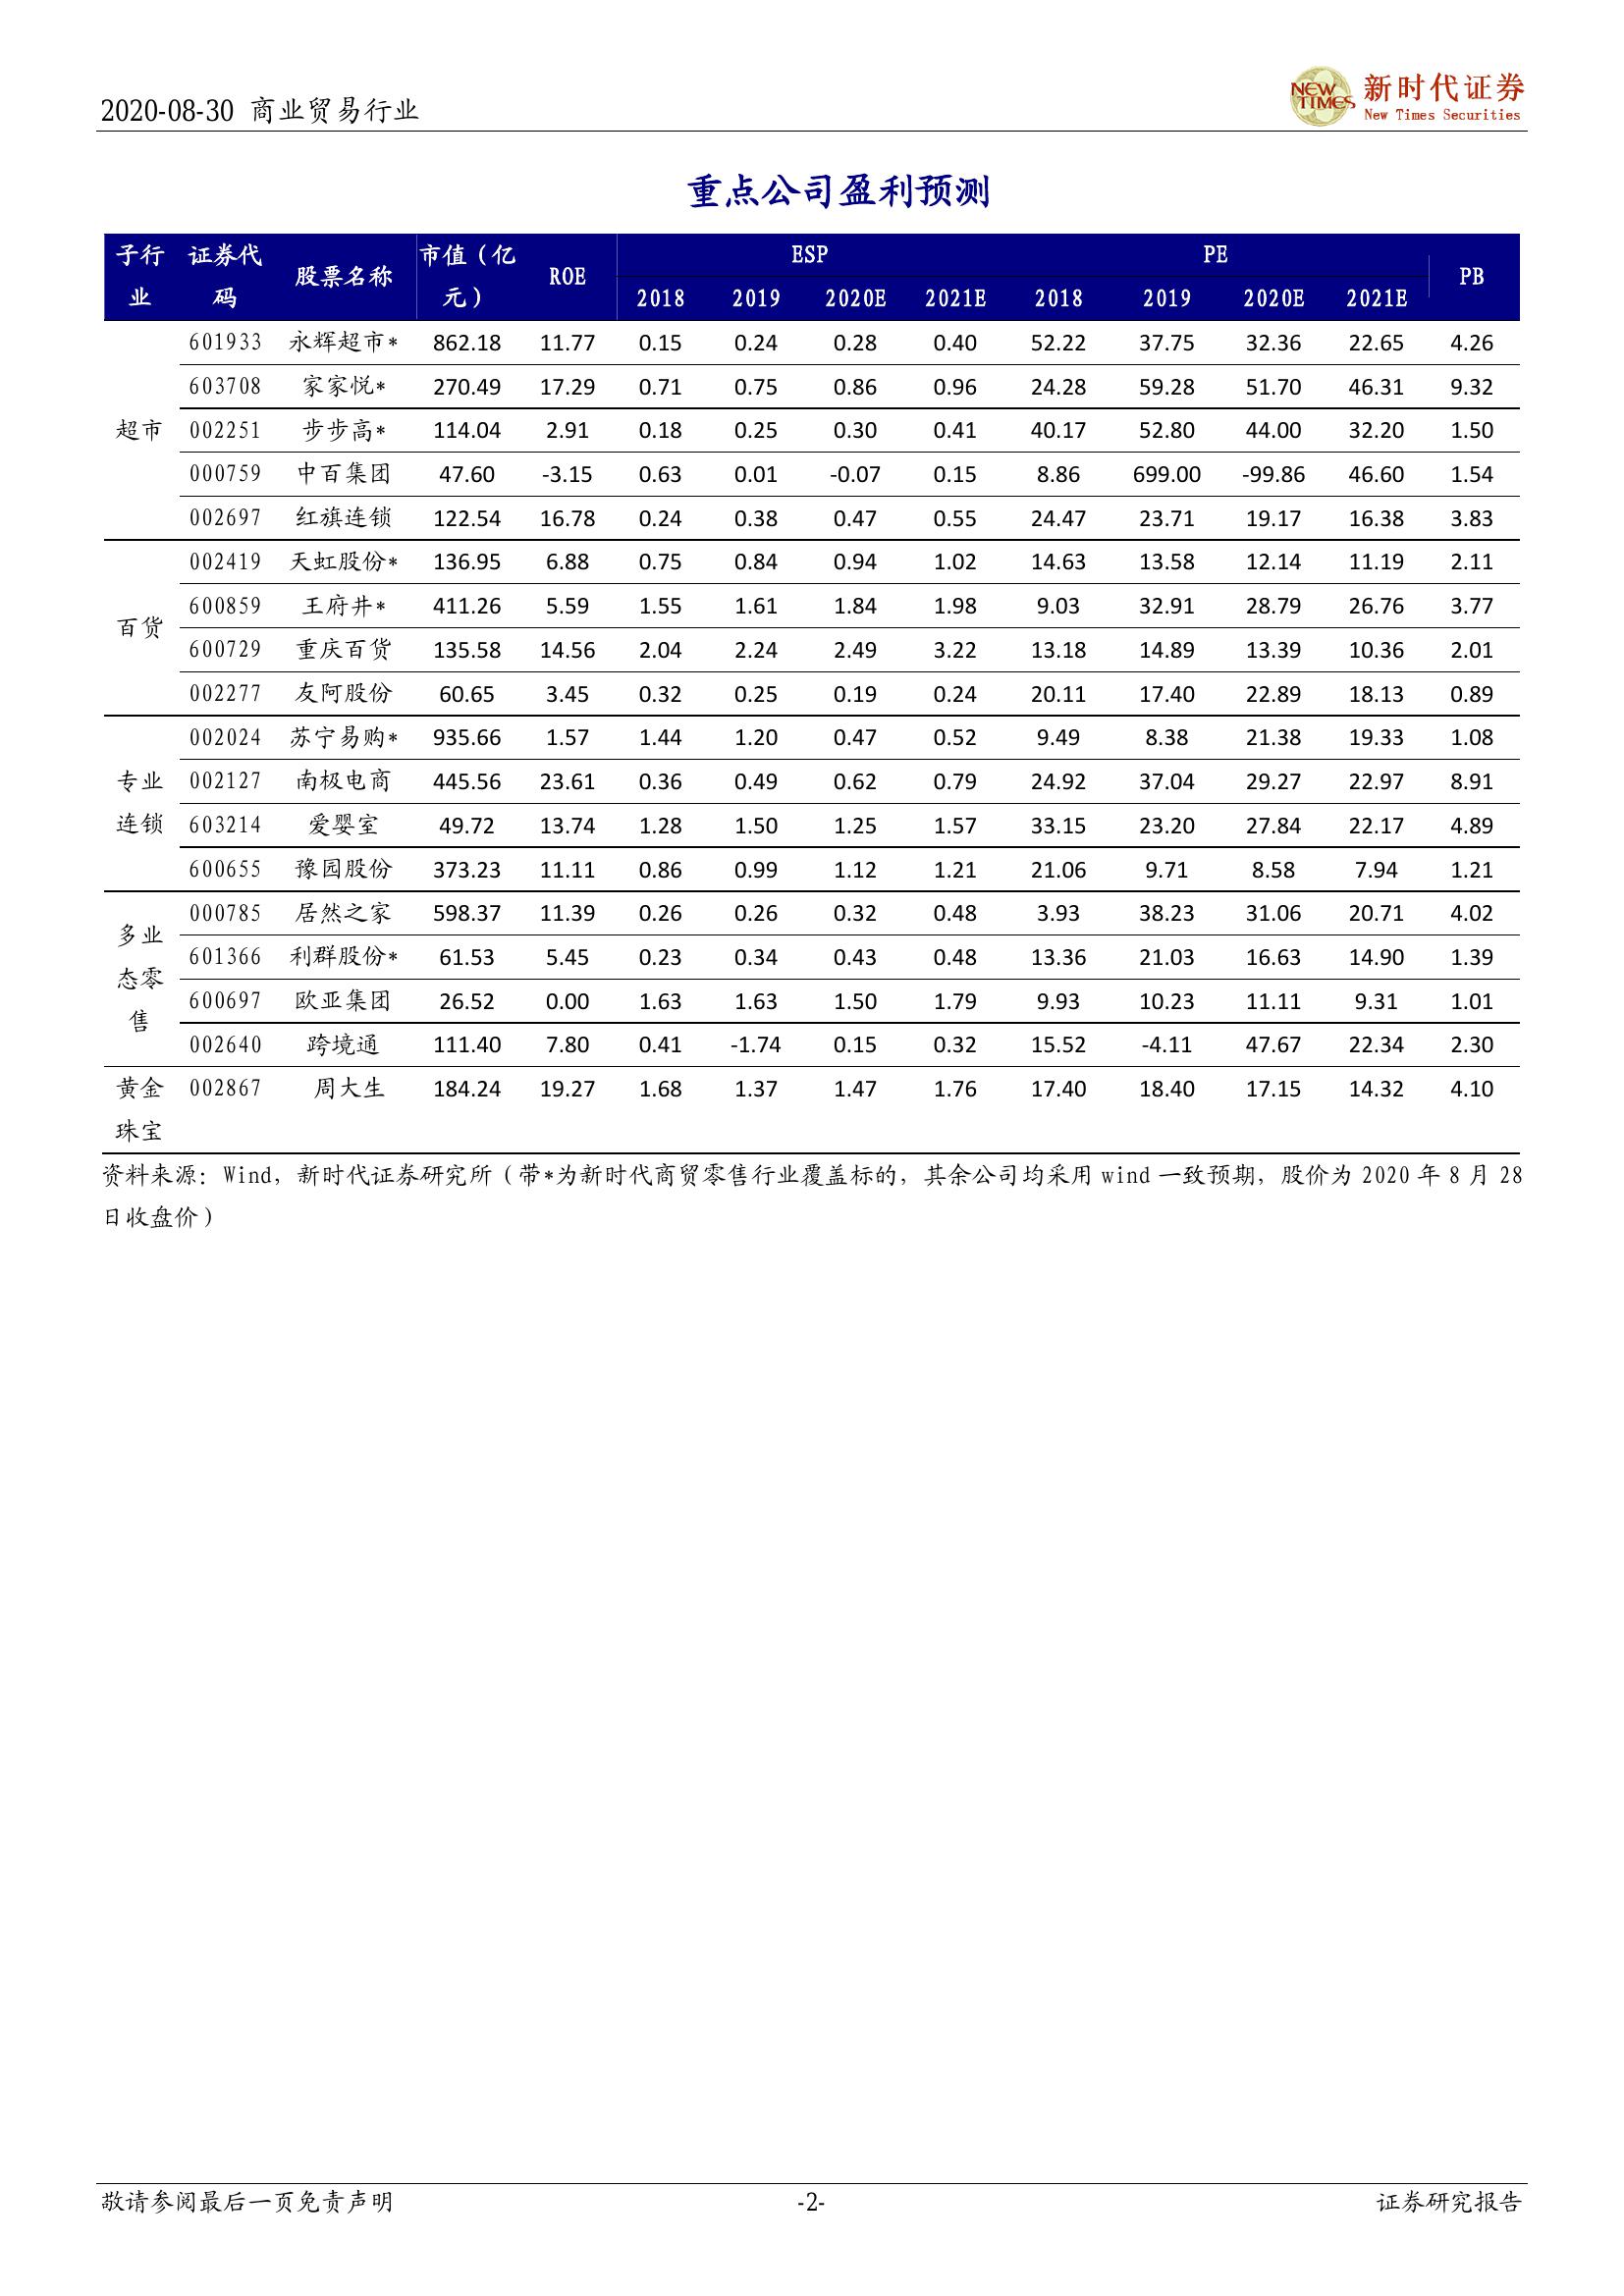 2020-08-30 商业贸易行业
NEW TIMES 新时代证券
New Times Securities
重点公司盈利预测
子行业 证券代码 股票名称 市值（亿元） ROE ESP PE PB
2018 2019 2020E 2021E 2018 2019 2020E 2021E
超市
601933 永辉超市* 862.18 11.77 0.15 0.24 0.28 0.40 52.22 37.75 32.36 22.65 4.26
603708 家家悦* 270.49 17.29 0.71 0.75 0.86 0.96 24.28 59.28 51.70 46.31 9.32
002251 步步高* 114.04 2.91 0.18 0.25 0.30 0.41 40.17 52.80 44.00 32.20 1.50
000759 中百集团 47.60 -3.15 0.63 0.01 -0.07 0.15 8.86 699.00 -99.86 46.60 1.54
002697 红旗连锁 122.54 16.78 0.24 0.38 0.47 0.55 24.47 23.71 19.17 16.38 3.83
百货
002419 天虹股份* 136.95 6.88 0.75 0.84 0.94 1.02 14.63 13.58 12.14 11.19 2.11
600859 王府井* 411.26 5.59 1.55 1.61 1.84 1.98 9.03 32.91 28.79 26.76 3.77
600729 重庆百货 135.58 14.56 2.04 2.24 2.49 3.22 13.18 14.89 13.39 10.36 2.01
002277 友阿股份 60.65 3.45 0.32 0.25 0.19 0.24 20.11 17.40 22.89 18.13 0.89
专业连锁
002024 苏宁易购* 935.66 1.57 1.44 1.20 0.47 0.52 9.49 8.38 21.38 19.33 1.08
002127 南极电商 445.56 23.61 0.36 0.49 0.62 0.79 24.92 37.04 29.27 22.97 8.91
603214 爱婴室 49.72 13.74 1.28 1.50 1.25 1.57 33.15 23.20 27.84 22.17 4.89
600655 豫园股份 373.23 11.11 0.86 0.99 1.12 1.21 21.06 9.71 8.58 7.94 1.21
多业态零售
000785 居然之家 598.37 11.39 0.26 0.26 0.32 0.48 3.93 38.23 31.06 20.71 4.02
601366 利群股份* 61.53 5.45 0.23 0.34 0.43 0.48 13.36 21.03 16.63 14.90 1.39
600697 欧亚集团 26.52 0.00 1.63 1.63 1.50 1.79 9.93 10.23 11.11 9.31 1.01
002640 跨境通 111.40 7.80 0.41 -1.74 0.15 0.32 15.52 -4.11 47.67 22.34 2.30
黄金珠宝
002867 周大生 184.24 19.27 1.68 1.37 1.47 1.76 17.40 18.40 17.15 14.32 4.10
资料来源：Wind，新时代证券研究所（带*为新时代商贸零售行业覆盖标的，其余公司均采用 wind 一致预期，股价为 2020 年 8 月 28
日收盘价）
敬请参阅最后一页免责声明 -2- 证券研究报告